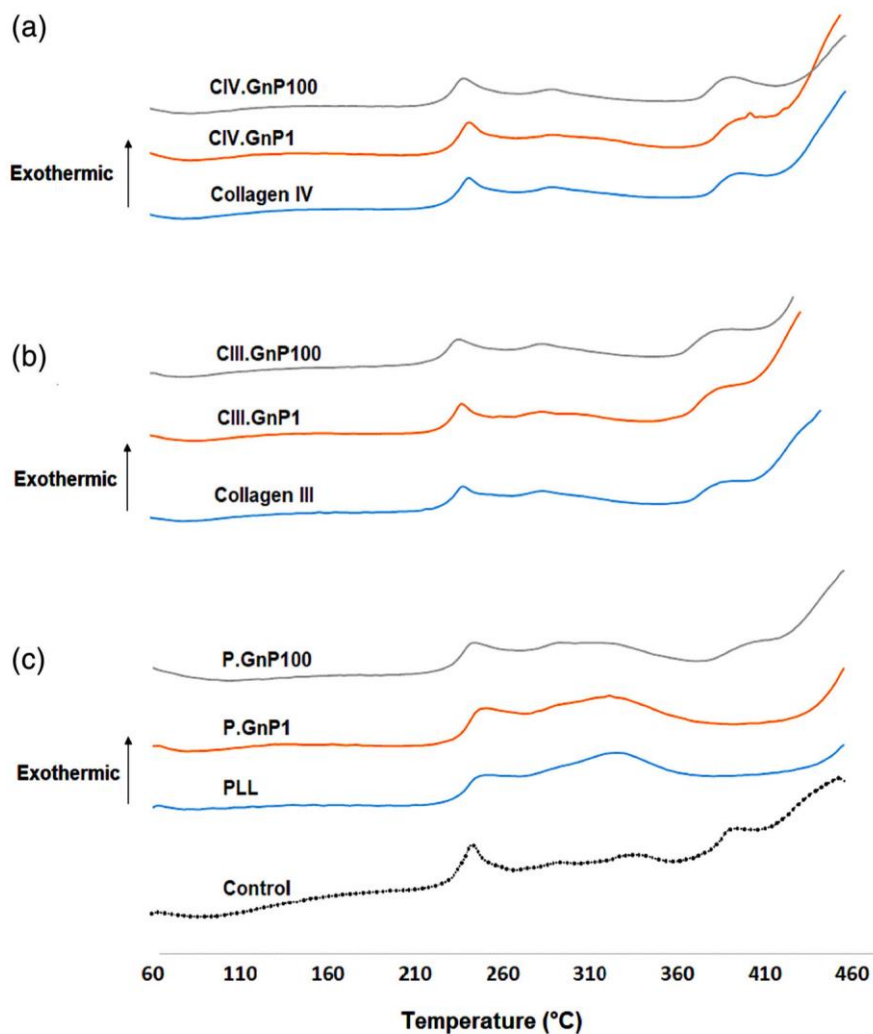 (a)
CIV.GnP100
CIV.GnP1
Exothermic
Collagen IV
(b)
CIII.GnP100
CIII.GnP1
Exothermic
Collagen III
(c)
P.GnP100
P.GnP1
Exothermic
PLL
Control
60 110 160 210 260 310 360 410 460
Temperature (°C)